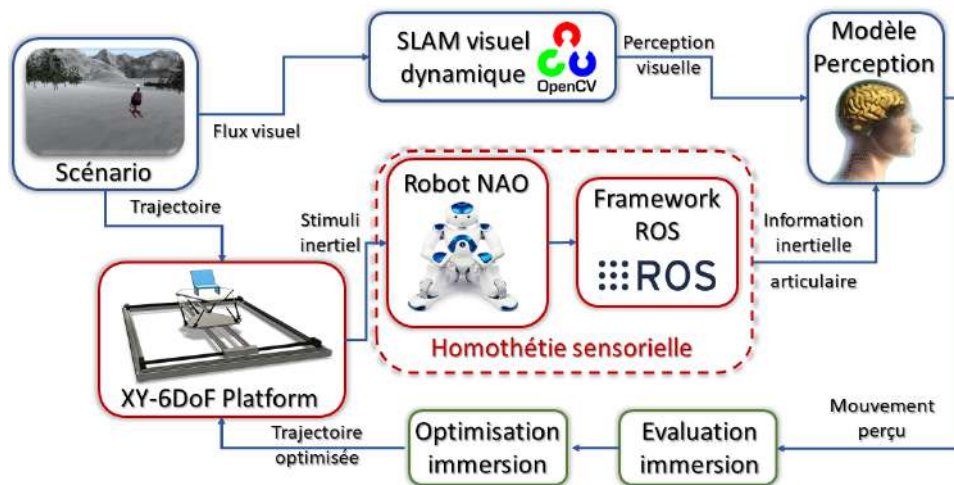 SLAM visuel
dynamique
OpenCV
Perception
visuelle
Modèle
Perception
Flux visuel
Scénario
Trajectoire
Stimuli
inertiel
Robot NAO
Framework
ROS
ROS
Information
inertielle
articulaire
Homothétie sensorielle
XY-6DoF Platform
Trajectoire
optimisée
Optimisation
immersion
Evaluation
immersion
Mouvement
perçu